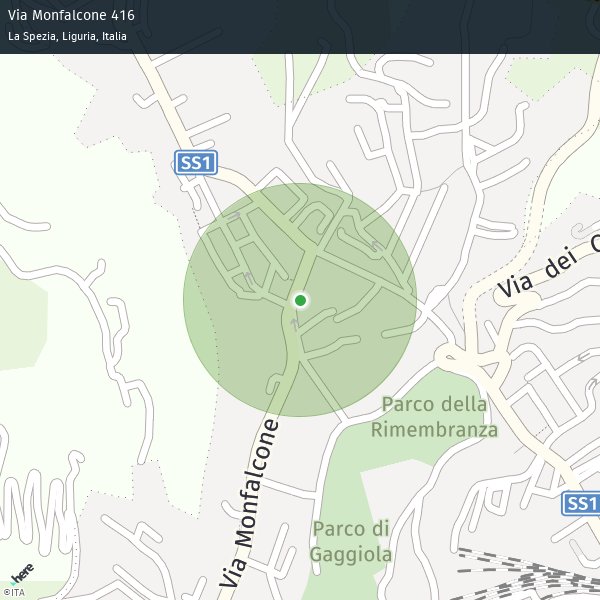 Via Monfalcone 416
La Spezia, Liguria, Italia
SS1
Via dei
Parco della
Rimembranza
Via Monfalcone
SS1
Parco di
Gaggiola
here
©ITA